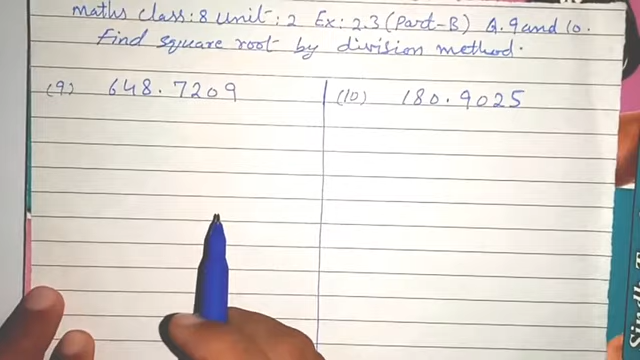 Maths Class: 8 Unit: 2 Ex: 2.3 (Part-B) Q. 9 and 10.
Find square root by division method.
(9) 648.7209
(10) 180.9025